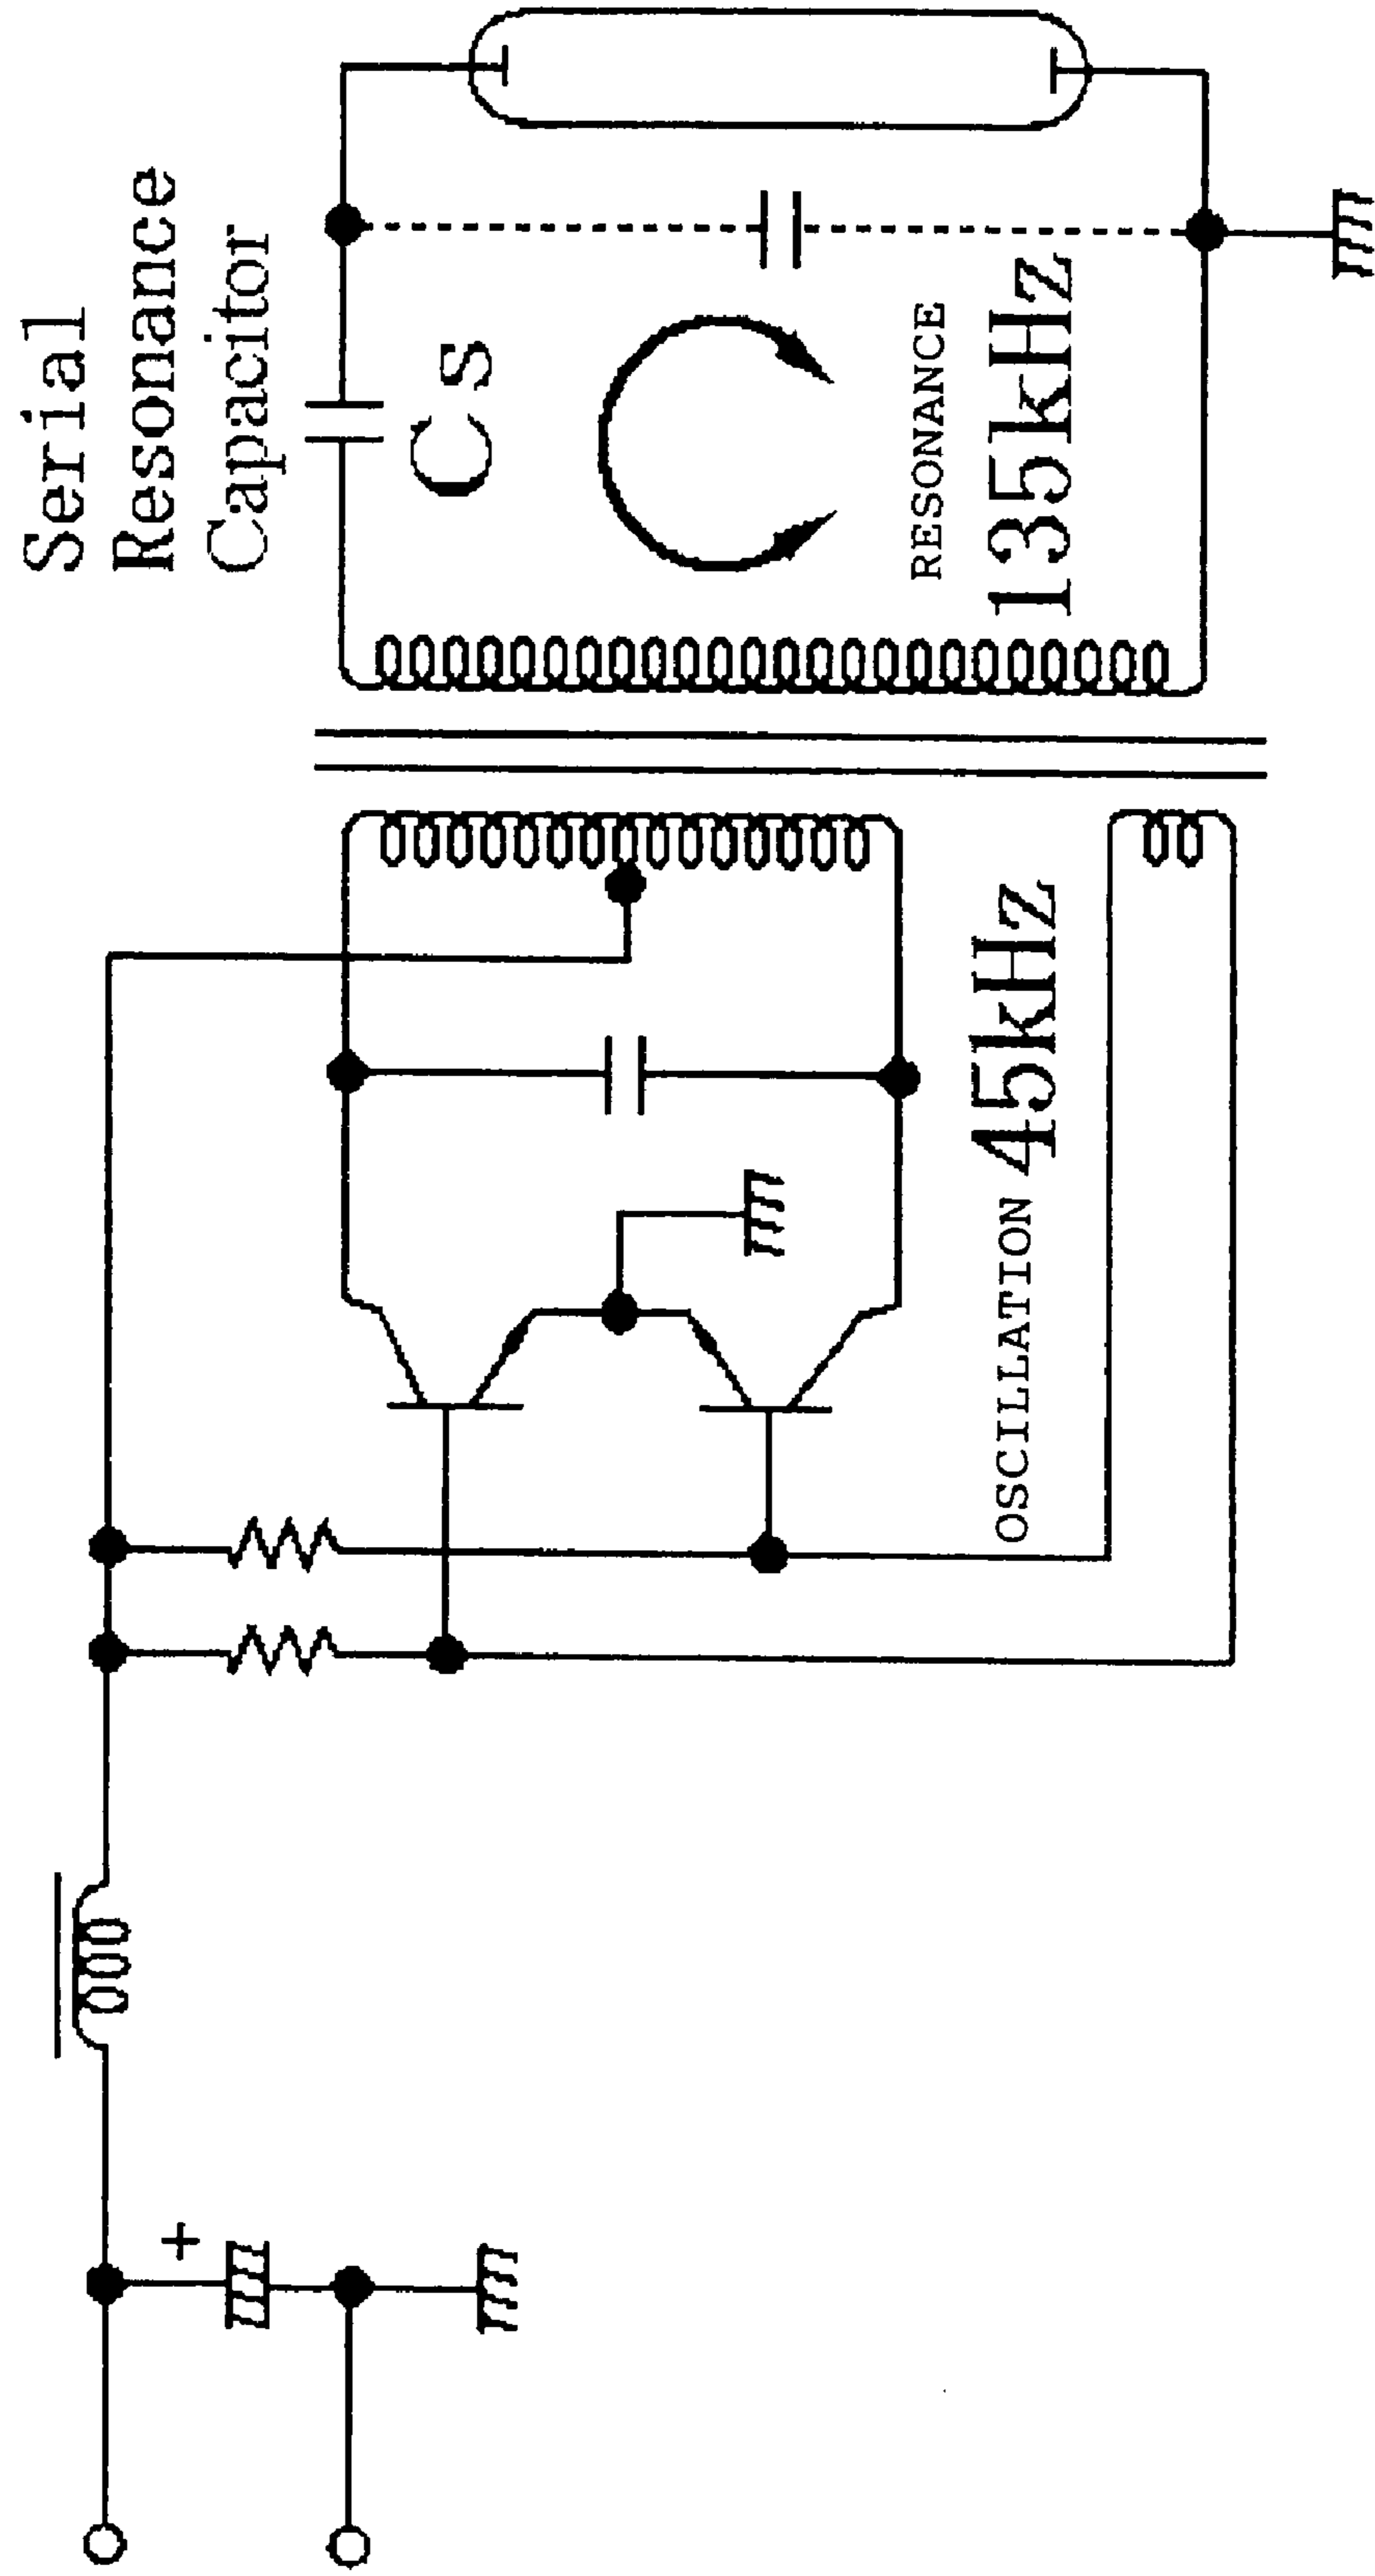 Serial
Resonance
Capacitor
Cs
RESONANCE
135kHz
OSCILLATION 45kHz
+